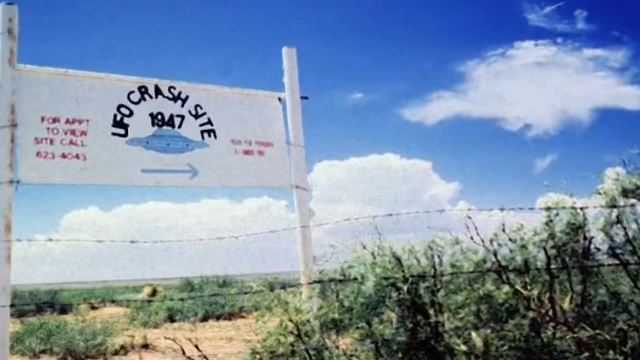 UFO CRASH SITE
1947
FOR APPT
TO VIEW
SITE CALL
623-4043